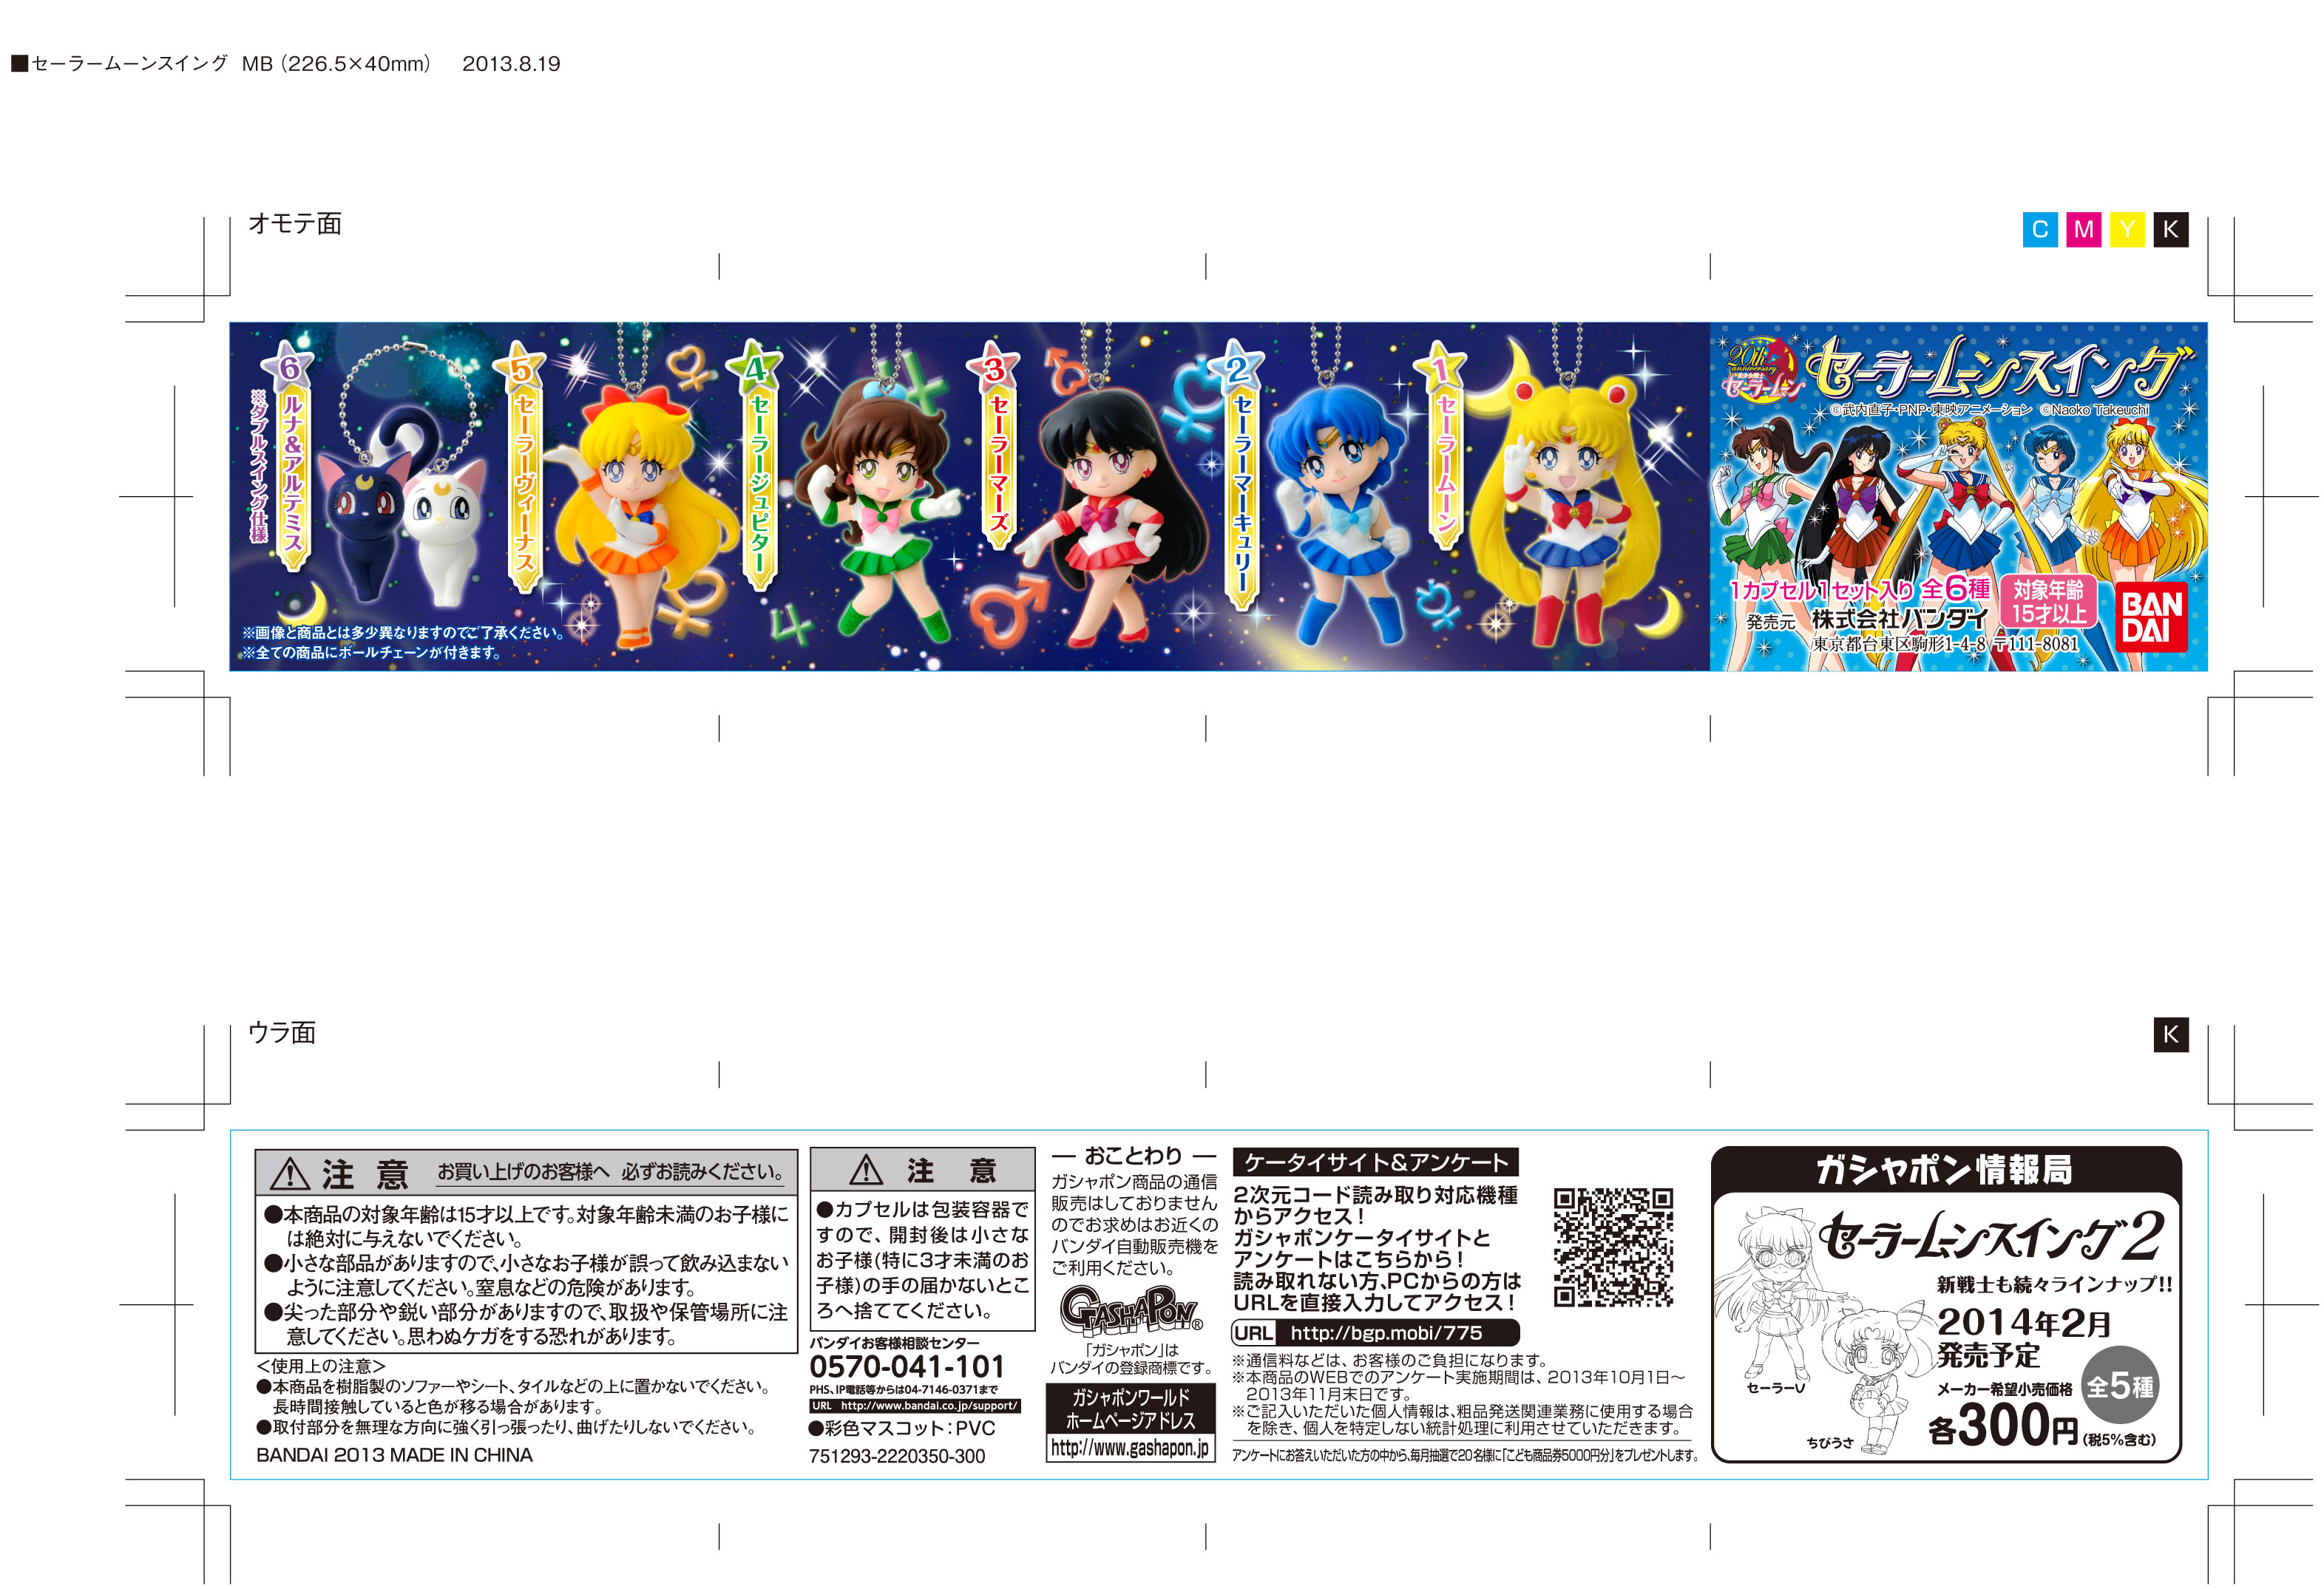 ■セーラームーンスイング MB（226.5×40mm） 2013.8.19
オモテ面
C M Y K
6
ルナ＆アルテミス
※ダブルスイング仕様
5
セーラーヴィーナス
4
セーラージュピター
3
セーラーマーズ
2
セーラーマーキュリー
1
セーラームーン
※画像と商品とは多少異なりますのでご了承ください。
※全ての商品にボールチェーンが付きます。
20th
anniversary
美少女戦士
セーラームーン
セーラームーンスイング
©武内直子・PNP・東映アニメーション ©Naoko Takeuchi
1カプセル1セット入り 全6種
対象年齢
15才以上
発売元 株式会社バンダイ
東京都台東区駒形1-4-8 〒111-8081
BAN
DAI
ウラ面
K
注 意 お買い上げのお客様へ 必ずお読みください。
●本商品の対象年齢は15才以上です。対象年齢未満のお子様に
は絶対に与えないでください。
●小さな部品がありますので、小さなお子様が誤って飲み込まない
ように注意してください。窒息などの危険があります。
●尖った部分や鋭い部分がありますので、取扱や保管場所に注
意してください。思わぬケガをする恐れがあります。
＜使用上の注意＞
●本商品を樹脂製のソファーやシート、タイルなどの上に置かないでください。
長時間接触していると色が移る場合があります。
●取付部分を無理な方向に強く引っ張ったり、曲げたりしないでください。
BANDAI 2013 MADE IN CHINA
注 意
●カプセルは包装容器で
すので、開封後は小さな
お子様(特に3才未満のお
子様)の手の届かないとこ
ろへ捨ててください。
バンダイお客様相談センター
0570-041-101
PHS、IP電話等からは04-7146-0371まで
URL http://www.bandai.co.jp/support/
●彩色マスコット：PVC
751293-2220350-300
― おことわり ―
ガシャポン商品の通信
販売はしておりません
のでお求めはお近くの
バンダイ自動販売機を
ご利用ください。
GASHAPON®
「ガシャポン」は
バンダイの登録商標です。
ガシャポンワールド
ホームページアドレス
http://www.gashapon.jp
ケータイサイト＆アンケート
2次元コード読み取り対応機種
からアクセス！
ガシャポンケータイサイトと
アンケートはこちらから！
読み取れない方、PCからの方は
URLを直接入力してアクセス！
URL http://bgp.mobi/775
※通信料などは、お客様のご負担になります。
※本商品のWEBでのアンケート実施期間は、2013年10月1日～
2013年11月末日です。
※ご記入いただいた個人情報は、粗品発送関連業務に使用する場合
を除き、個人を特定しない統計処理に利用させていただきます。
アンケートにお答えいただいた方の中から、毎月抽選で20名様に「こども商品券5000円分」をプレゼントします。
ガシャポン情報局
セーラームーンスイング2
新戦士も続々ラインナップ!!
2014年2月
発売予定
セーラーV
ちびうさ
メーカー希望小売価格
各300円(税5%含む)
全5種